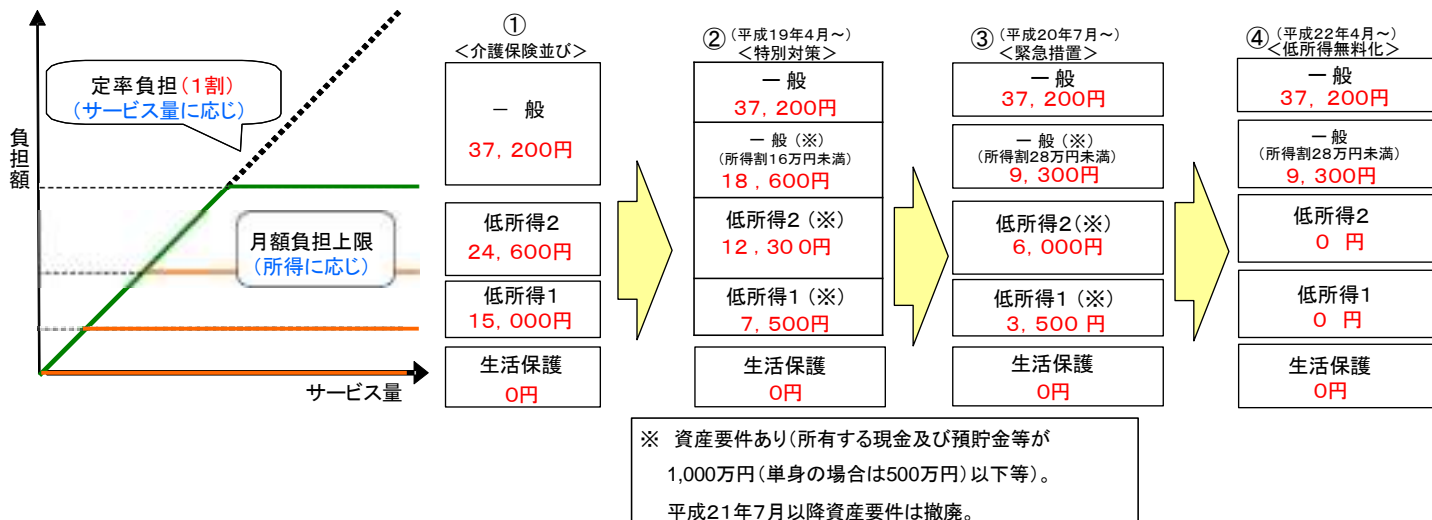 負担額
定率負担(1割)
(サービス量に応じ)
月額負担上限
(所得に応じ)
サービス量
①
＜介護保険並び＞
一 般
37, 200円
低所得2
24, 600円
低所得1
15, 000円
生活保護
0円
② (平成19年4月～)
＜特別対策＞
一 般
37, 200円
一 般 (※)
(所得割16万円未満)
18, 600円
低所得2 (※)
12, 300円
低所得1 (※)
7, 500円
生活保護
0円
③ (平成20年7月～)
＜緊急措置＞
一 般
37, 200円
一 般 (※)
(所得割28万円未満)
9, 300円
低所得2(※)
6, 000円
低所得1 (※)
3, 500 円
生活保護
0円
④ (平成22年4月～)
＜低所得無料化＞
一 般
37, 200円
一 般
(所得割28万円未満)
9, 300円
低所得2
0 円
低所得1
0 円
生活保護
0円
※ 資産要件あり(所有する現金及び預貯金等が
1,000万円(単身の場合は500万円)以下等)。
平成21年7月以降資産要件は撤廃。